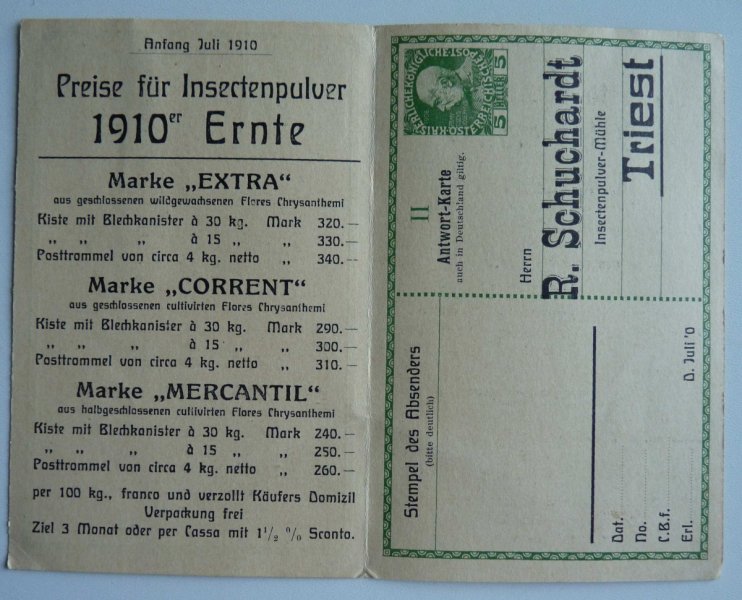 Anfang Juli 1910
Preise für Insectenpulver
1910er Ernte
Marke „EXTRA"
aus geschlossenen wildgewachsenen Flores Chrysanthemi
Kiste mit Blechkanister à 30 kg. Mark 320.—
„ „ „ à 15 „ „ 330.—
Posttrommel von circa 4 kg. netto „ 340.—
Marke „CORRENT"
aus geschlossenen cultivirten Flores Chrysanthemi
Kiste mit Blechkanister à 30 kg. Mark 290.—
„ „ „ à 15 „ „ 300.—
Posttrommel von circa 4 kg. netto „ 310.—
Marke „MERCANTIL"
aus halbgeschlossenen cultivirten Flores Chrysanthemi
Kiste mit Blechkanister à 30 kg. Mark 240.—
„ „ „ à 15 „ „ 250.—
Posttrommel von circa 4 kg. netto „ 260.—
per 100 kg., franco und verzollt Käufers Domizil
Verpackung frei
Ziel 3 Monat oder per Cassa mit 1 1/2 % Sconto.
5 HELLER 5
II
Antwort-Karte
auch in Deutschland giltig.
Herrn
R. Schuchardt
Insectenpulver-Mühle
Triest
Stempel des Absenders
(bitte deutlich)
Dat.
No.
C.B.f.
Erl.
D. Juli '0